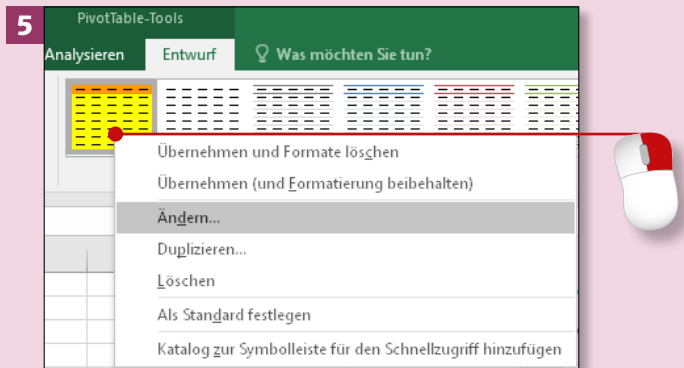 5
PivotTable-Tools
Analysieren Entwurf Was möchten Sie tun?
Übernehmen und Formate löschen
Übernehmen (und Formatierung beibehalten)
Ändern...
Duplizieren...
Löschen
Als Standard festlegen
Katalog zur Symbolleiste für den Schnellzugriff hinzufügen